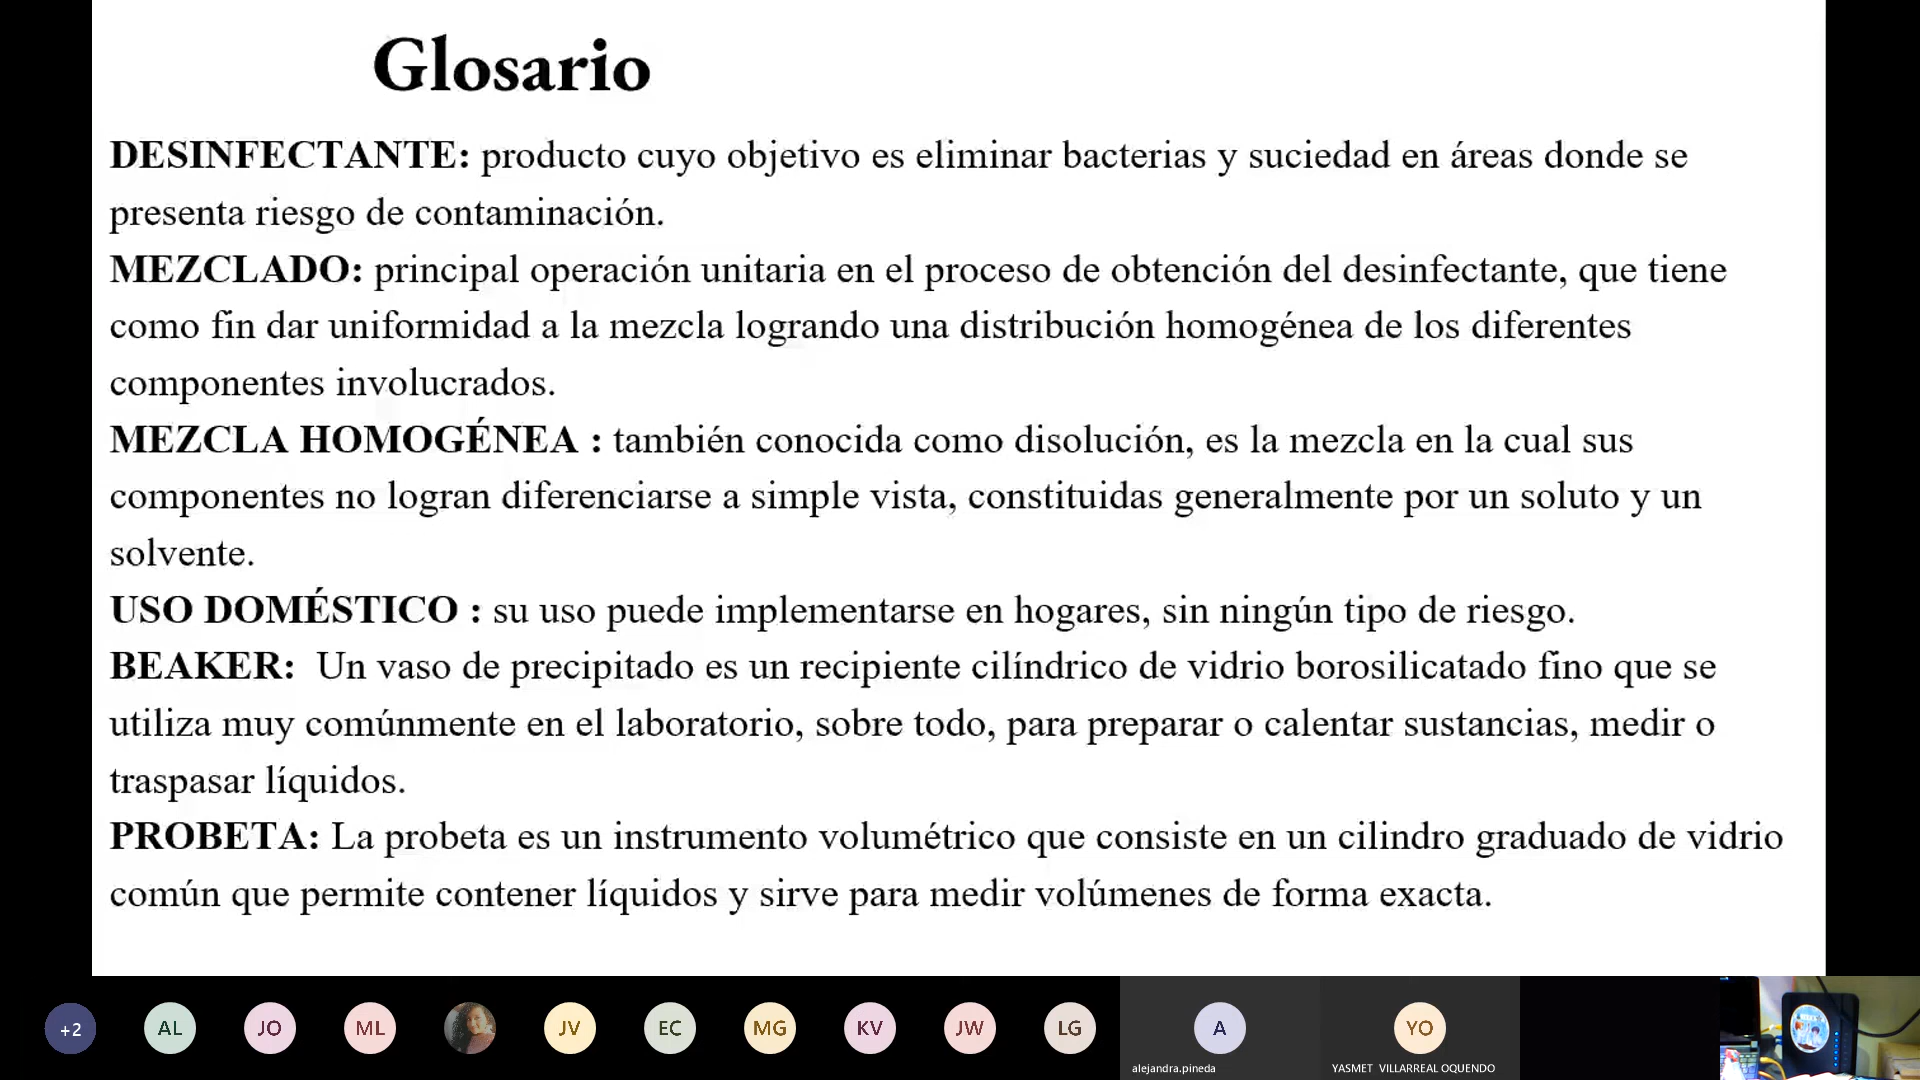 Glosario
DESINFECTANTE: producto cuyo objetivo es eliminar bacterias y suciedad en áreas donde se
presenta riesgo de contaminación.
MEZCLADO: principal operación unitaria en el proceso de obtención del desinfectante, que tiene
como fin dar uniformidad a la mezcla logrando una distribución homogénea de los diferentes
componentes involucrados.
MEZCLA HOMOGÉNEA : también conocida como disolución, es la mezcla en la cual sus
componentes no logran diferenciarse a simple vista, constituidas generalmente por un soluto y un
solvente.
USO DOMÉSTICO : su uso puede implementarse en hogares, sin ningún tipo de riesgo.
BEAKER: Un vaso de precipitado es un recipiente cilíndrico de vidrio borosilicatado fino que se
utiliza muy comúnmente en el laboratorio, sobre todo, para preparar o calentar sustancias, medir o
traspasar líquidos.
PROBETA: La probeta es un instrumento volumétrico que consiste en un cilindro graduado de vidrio
común que permite contener líquidos y sirve para medir volúmenes de forma exacta.
+2 AL JO ML JV EC MG KV JW LG A YO
alejandra.pineda YASMET VILLARREAL OQUENDO